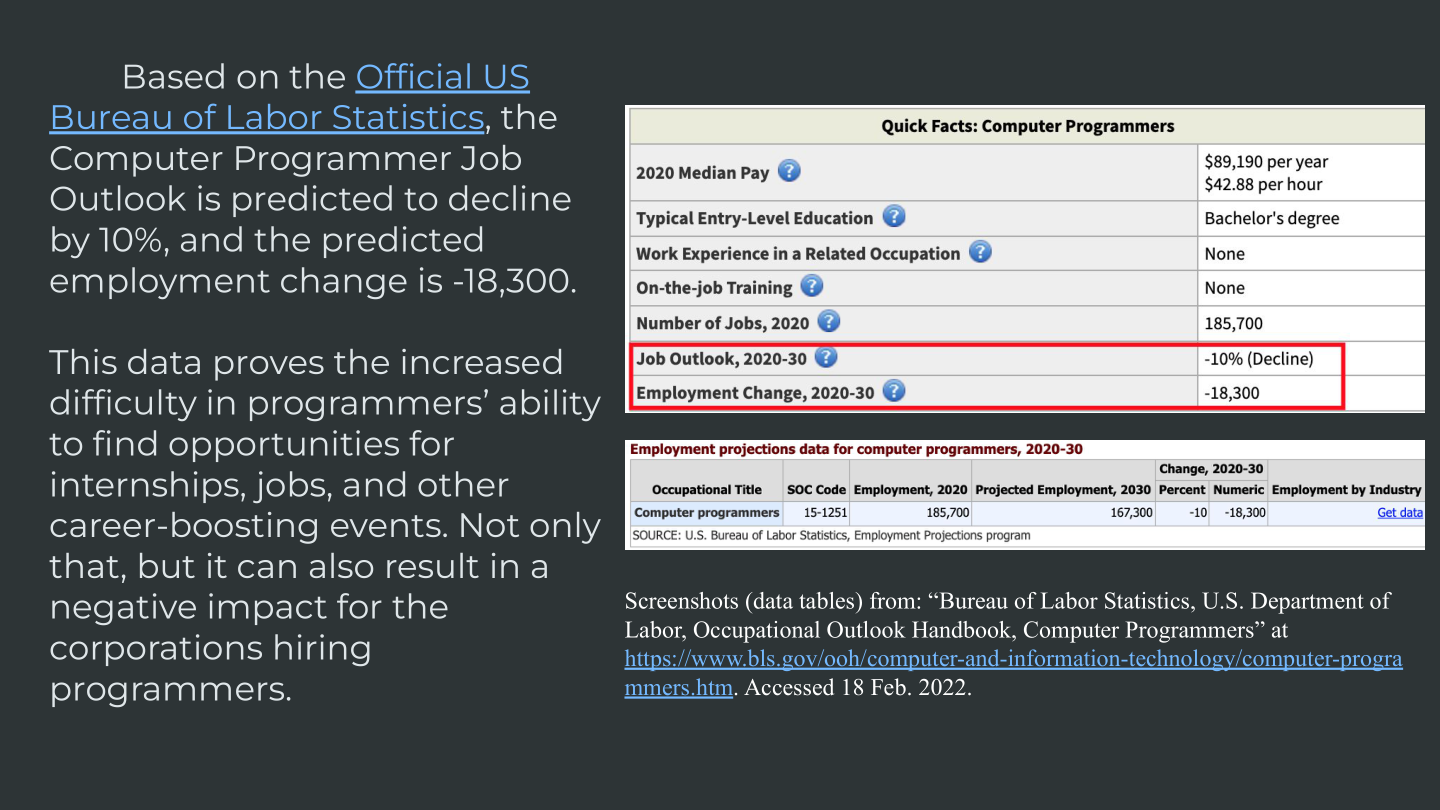 Based on the Official US
Bureau of Labor Statistics, the
Computer Programmer Job
Outlook is predicted to decline
by 10%, and the predicted
employment change is -18,300.
This data proves the increased
difficulty in programmers’ ability
to find opportunities for
internships, jobs, and other
career-boosting events. Not only
that, but it can also result in a
negative impact for the
corporations hiring
programmers.
Quick Facts: Computer Programmers
2020 Median Pay ? $89,190 per year
$42.88 per hour
Typical Entry-Level Education ? Bachelor's degree
Work Experience in a Related Occupation ? None
On-the-job Training ? None
Number of Jobs, 2020 ? 185,700
Job Outlook, 2020-30 ? -10% (Decline)
Employment Change, 2020-30 ? -18,300
Employment projections data for computer programmers, 2020-30
Change, 2020-30
Occupational Title SOC Code Employment, 2020 Projected Employment, 2030 Percent Numeric Employment by Industry
Computer programmers 15-1251 185,700 167,300 -10 -18,300 Get data
SOURCE: U.S. Bureau of Labor Statistics, Employment Projections program
Screenshots (data tables) from: “Bureau of Labor Statistics, U.S. Department of
Labor, Occupational Outlook Handbook, Computer Programmers” at
https://www.bls.gov/ooh/computer-and-information-technology/computer-progra
mmers.htm. Accessed 18 Feb. 2022.